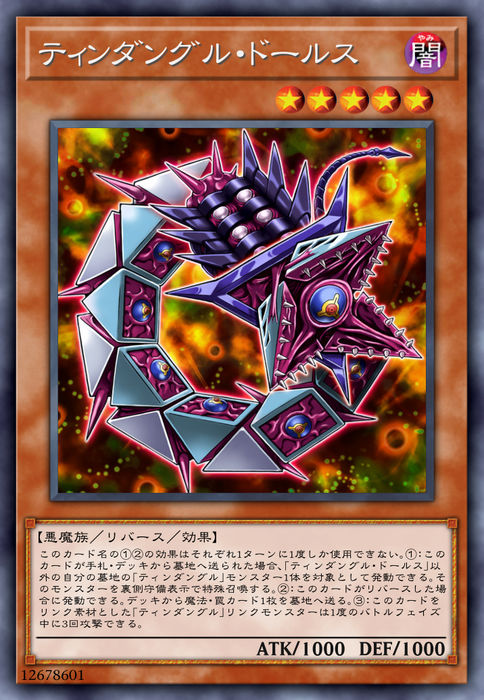 ティンダングル・ドールス
やみ
闇
【悪魔族／リバース／効果】
このカード名の①②の効果はそれぞれ1ターンに1度しか使用できない。①：この
カードが手札・デッキから墓地へ送られた場合、「ティンダングル・ドールス」以
外の自分の墓地の「ティンダングル」モンスター1体を対象として発動できる。そ
のモンスターを裏側守備表示で特殊召喚する。②：このカードがリバースした場
合に発動できる。デッキから魔法・罠カード1枚を墓地へ送る。③：このカードを
リンク素材とした「ティンダングル」リンクモンスターは1度のバトルフェイズ
中に3回攻撃できる。
ATK/1000 DEF/1000
12678601